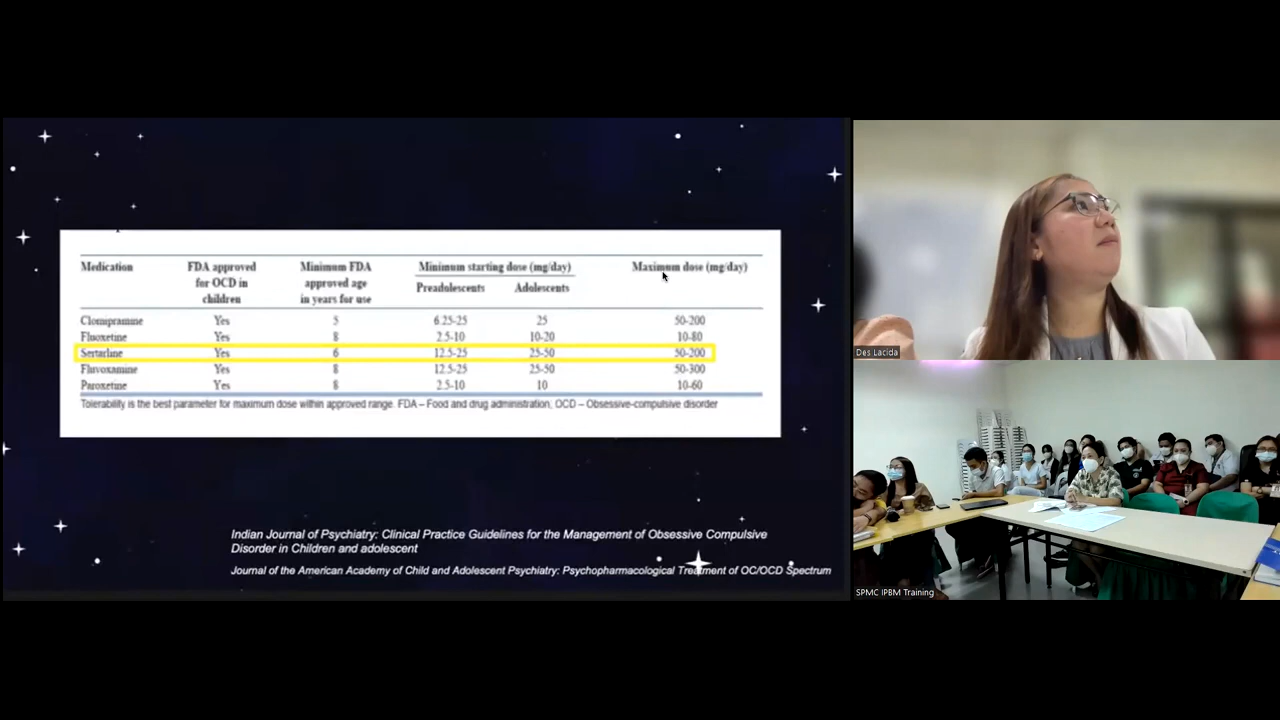 Medication FDA approved Minimum FDA Minimum starting dose (mg/day) Maximum dose (mg/day)
for OCD in approved age Preadolescents Adolescents
children in years for use
Clomipramine Yes 5 6.25-25 25 50-200
Fluoxetine Yes 8 2.5-10 10-20 10-80
Sertarline Yes 6 12.5-25 25-50 50-200
Fluvoxamine Yes 8 12.5-25 25-50 50-300
Paroxetine Yes 8 2.5-10 10 10-60
Tolerability is the best parameter for maximum dose within approved range. FDA – Food and drug administration; OCD – Obsessive-compulsive disorder
Indian Journal of Psychiatry: Clinical Practice Guidelines for the Management of Obsessive Compulsive
Disorder in Children and adolescent
Journal of the American Academy of Child and Adolescent Psychiatry: Psychopharmacological Treatment of OC/OCD Spectrum
Des Lacida
SPMC IPBM Training